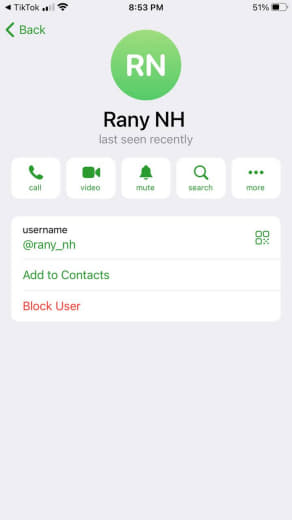 TikTok
8:53 PM
51%
Back
RN
Rany NH
last seen recently
call
video
mute
search
more
username
@rany_nh
Add to Contacts
Block User